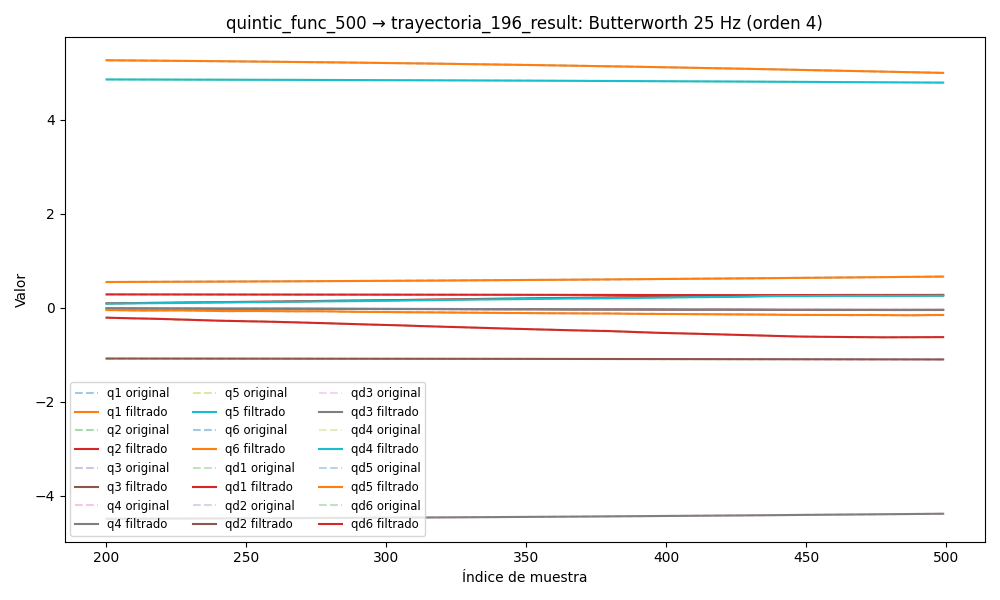 quintic_func_500 → trayectoria_196_result: Butterworth 25 Hz (orden 4)
Valor
4
2
0
−2
−4
q1 original
q1 filtrado
q2 original
q2 filtrado
q3 original
q3 filtrado
q4 original
q4 filtrado
q5 original
q5 filtrado
q6 original
q6 filtrado
qd1 original
qd1 filtrado
qd2 original
qd2 filtrado
qd3 original
qd3 filtrado
qd4 original
qd4 filtrado
qd5 original
qd5 filtrado
qd6 original
qd6 filtrado
200 250 300 350 400 450 500
Índice de muestra